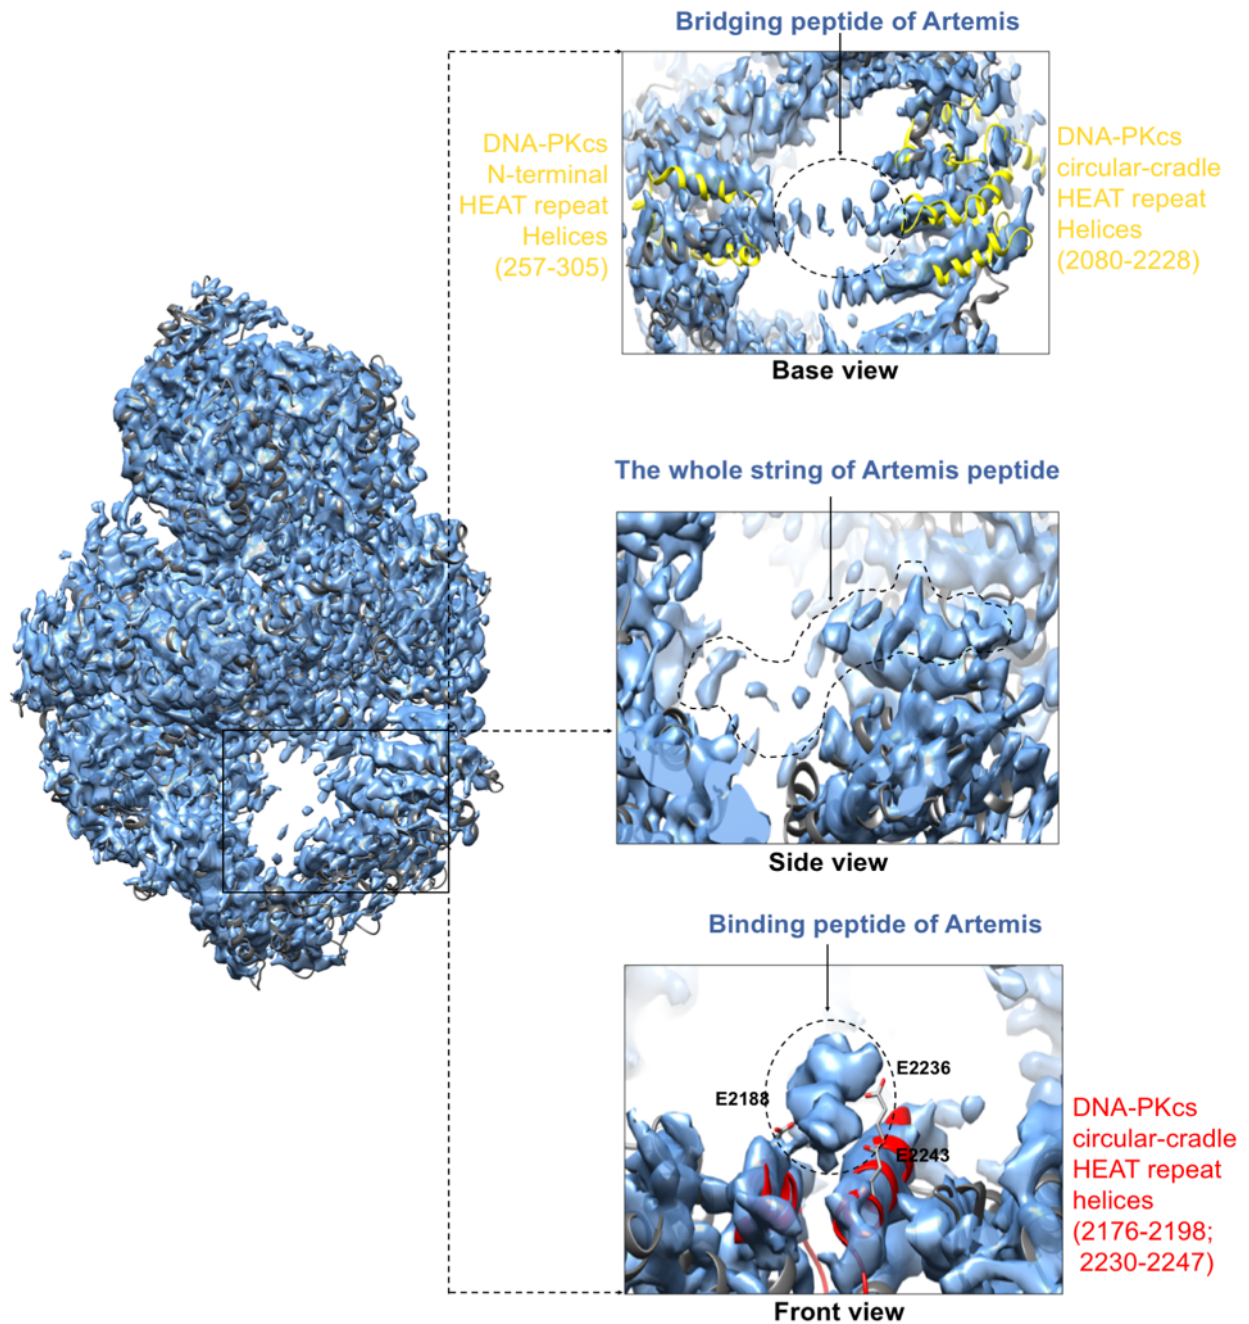 Bridging peptide of Artemis
DNA-PKcs
N-terminal
HEAT repeat
Helices
(257-305)
DNA-PKcs
circular-cradle
HEAT repeat
Helices
(2080-2228)
Base view
The whole string of Artemis peptide
Side view
Binding peptide of Artemis
E2236
E2188
E2243
DNA-PKcs
circular-cradle
HEAT repeat
helices
(2176-2198;
2230-2247)
Front view